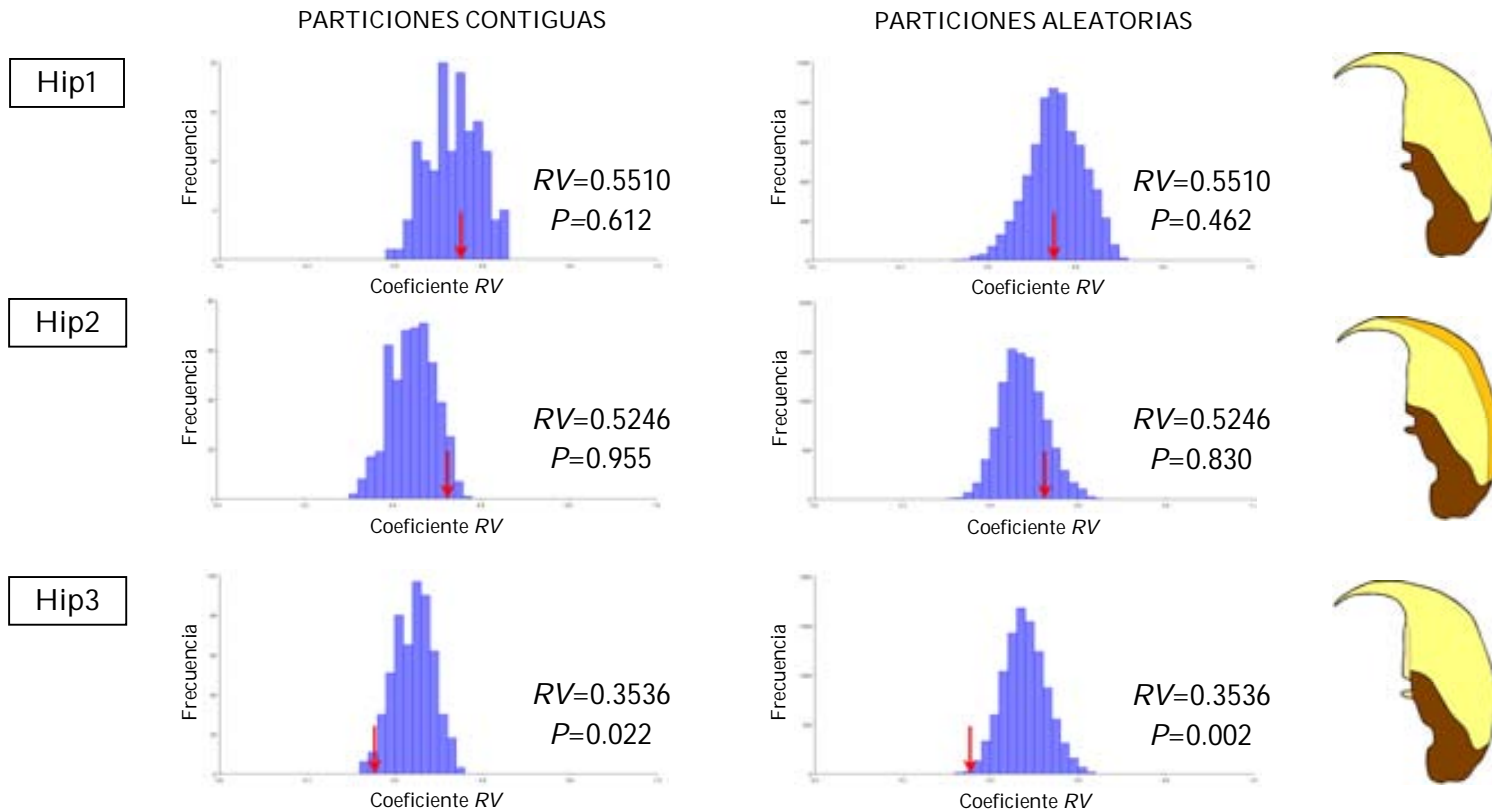 PARTICIONES CONTIGUAS
PARTICIONES ALEATORIAS
Hip1
Frecuencia
RV=0.5510
P=0.612
Coeficiente RV
Frecuencia
RV=0.5510
P=0.462
Coeficiente RV
Hip2
Frecuencia
RV=0.5246
P=0.955
Coeficiente RV
Frecuencia
RV=0.5246
P=0.830
Coeficiente RV
Hip3
Frecuencia
RV=0.3536
P=0.022
Coeficiente RV
Frecuencia
RV=0.3536
P=0.002
Coeficiente RV